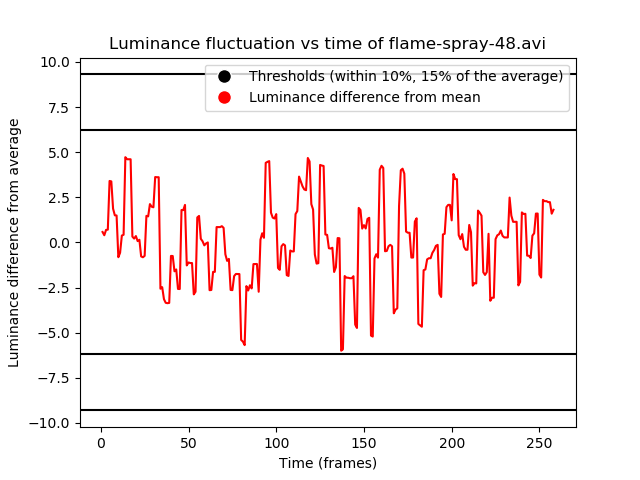 Luminance fluctuation vs time of flame-spray-48.avi
Thresholds (within 10%, 15% of the average)
Luminance difference from mean
Luminance difference from average
10.0
7.5
5.0
2.5
0.0
−2.5
−5.0
−7.5
−10.0
0 50 100 150 200 250
Time (frames)